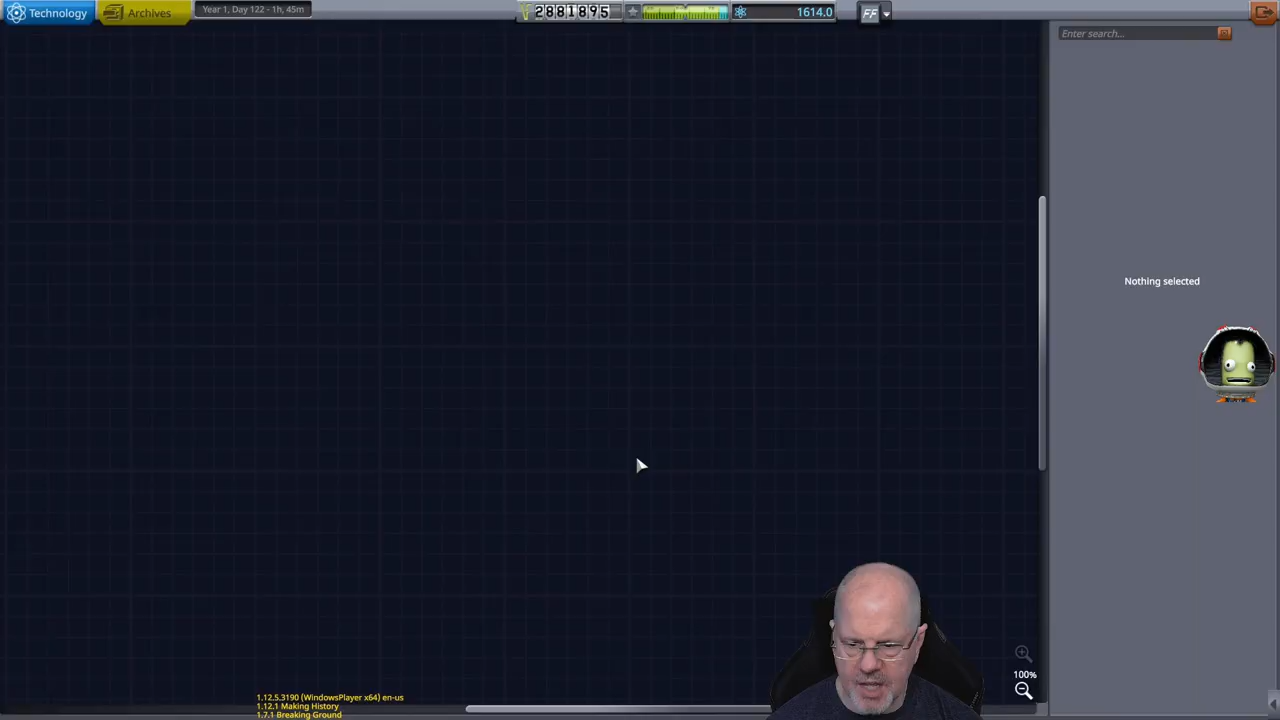 Technology
Archives
Year 1, Day 122 - 1h, 45m
2881895
1614.0
FF
Enter search...
Nothing selected
100%
1.12.5.3190 (WindowsPlayer x64) en-us
1.12.1 Making History
1.7.1 Breaking Ground